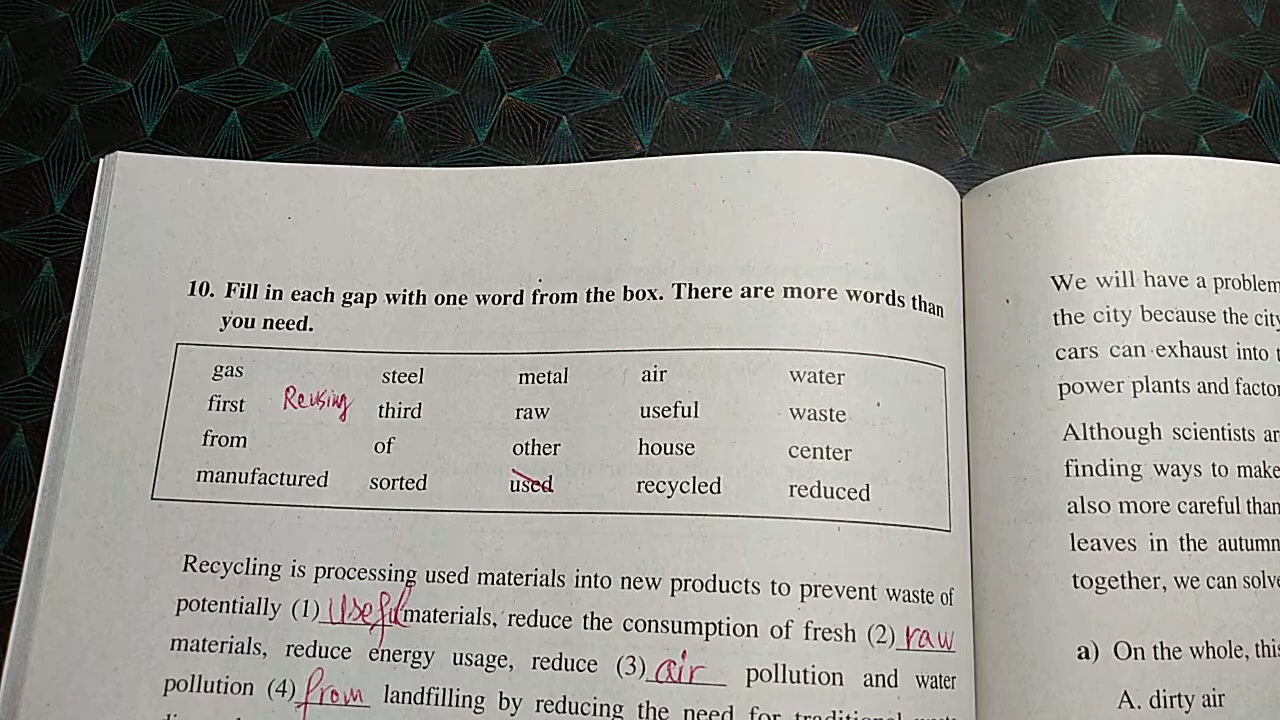 10. Fill in each gap with one word from the box. There are more words than
you need.
gas steel metal air water
first Reusing third raw useful waste
from of other house center
manufactured sorted used recycled reduced
Recycling is processing used materials into new products to prevent waste of
potentially (1) useful materials, reduce the consumption of fresh (2) raw
materials, reduce energy usage, reduce (3) air pollution and water
pollution (4) from landfilling by reducing the need for traditional
We will have a problem
the city because the city
cars can exhaust into
power plants and
Although scientists
finding ways to make
also more careful than
leaves in the autumn
together, we can solve
a) On the whole, this
A. dirty air